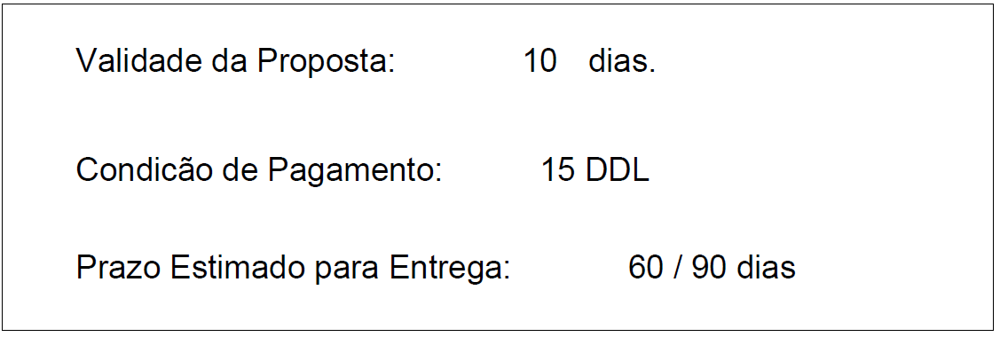 Validade da Proposta: 10 dias.
Condicão de Pagamento: 15 DDL
Prazo Estimado para Entrega: 60 / 90 dias